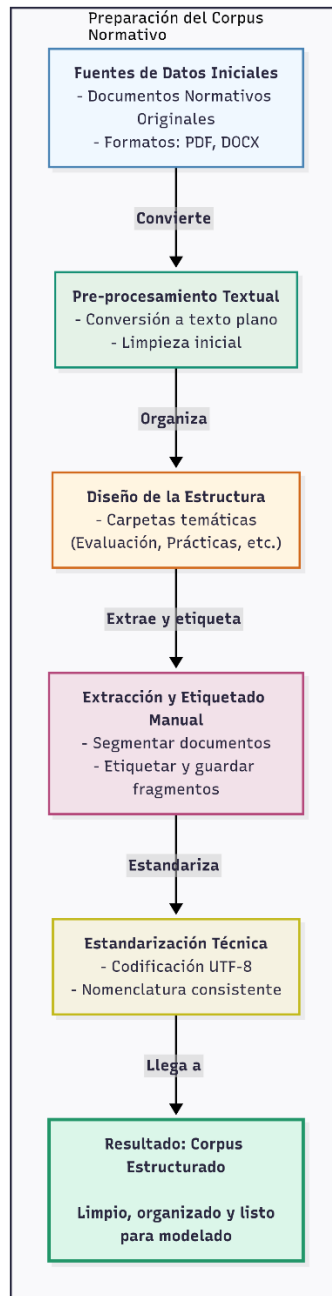 Preparación del Corpus
Normativo
Fuentes de Datos Iniciales
- Documentos Normativos
Originales
- Formatos: PDF, DOCX
Convierte
Pre-procesamiento Textual
- Conversión a texto plano
- Limpieza inicial
Organiza
Diseño de la Estructura
- Carpetas temáticas
(Evaluación, Prácticas, etc.)
Extrae y etiqueta
Extracción y Etiquetado
Manual
- Segmentar documentos
- Etiquetar y guardar
fragmentos
Estandariza
Estandarización Técnica
- Codificación UTF-8
- Nomenclatura consistente
Llega a
Resultado: Corpus
Estructurado
Limpio, organizado y listo
para modelado